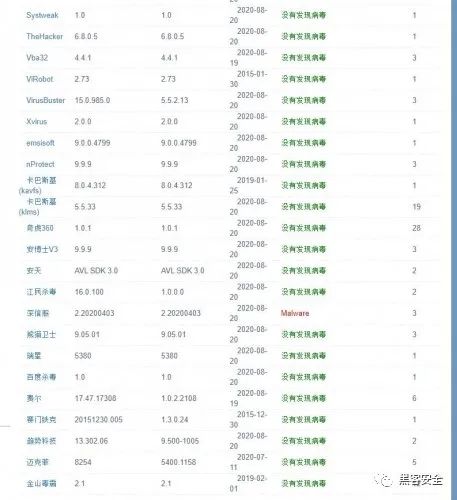 2020-08-
Systweak 1.0 1.0 20 没有发现病毒 1
TheHacker 6.8.0.5 6.8.0.5 2020-08-20 没有发现病毒 1
Vba32 4.4.1 4.4.1 2020-08-19 没有发现病毒 3
ViRobot 2.73 2.73 2015-01-30 没有发现病毒 1
VirusBuster 15.0.985.0 5.5.2.13 2020-08-20 没有发现病毒 3
Xvirus 2.0.0 2.0.0 2020-08-20 没有发现病毒 1
emsisoft 9.0.0.4799 9.0.0.4799 2020-08-20 没有发现病毒 1
nProtect 9.9.9 9.9.9 2020-08-20 没有发现病毒 3
卡巴斯基(kavfs) 8.0.4.312 8.0.4.312 2019-01-25 没有发现病毒 1
卡巴斯基(klms) 5.5.33 5.5.33 2020-08-20 没有发现病毒 19
奇虎360 1.0.1 1.0.1 2020-08-20 没有发现病毒 28
安博士V3 9.9.9 9.9.9 2020-08-20 没有发现病毒 3
安天 AVL SDK 3.0 AVL SDK 3.0 2020-08-20 没有发现病毒 2
江民杀毒 16.0.100 1.0.0.0 2020-08-20 没有发现病毒 2
深信服 2.20200403 2.20200403 2020-08-20 Malware 3
熊猫卫士 9.05.01 9.05.01 2020-08-20 没有发现病毒 3
瑞星 5380 5380 2020-08-20 没有发现病毒 1
百度杀毒 1.0 1.0 2020-08-20 没有发现病毒 1
费尔 17.47.17308 1.0.2.2108 2020-08-19 没有发现病毒 6
赛门铁克 20151230.005 1.3.0.24 2015-12-30 没有发现病毒 1
趋势科技 13.302.06 9.500-1005 2020-08-20 没有发现病毒 2
迈克菲 8254 5400.1158 2020-07-11 没有发现病毒 5
金山毒霸 2.1 2.1 2019-02-01 没有发现病毒
黑客安全